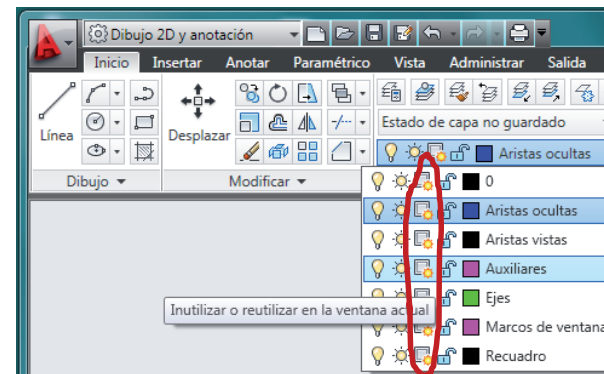 Dibujo 2D y anotación
Inicio Insertar Anotar Paramétrico Vista Administrar Salida
Línea
Desplazar
Estado de capa no guardado
Aristas ocultas
Dibujo Modificar
0
Aristas ocultas
Aristas vistas
Auxiliares
Ejes
Inutilizar o reutilizar en la ventana actual
Marcos de ventana
Recuadro